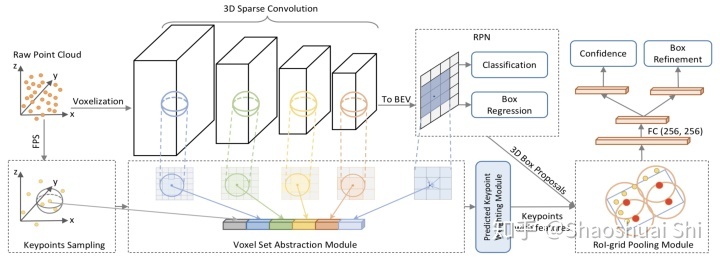 3D Sparse Convolution
RPN
Raw Point Cloud
z
y
x
Voxelization
To BEV
Classification
Box
Regression
Confidence
Box
Refinement
FC (256, 256)
FPS
3D Box Proposals
z
y
x
Keypoints Sampling
Voxel Set Abstraction Module
Predicted Keypoint
Weighting Module
Keypoints
features
RoI-grid Pooling Module
知乎 @Shaoshuai Shi